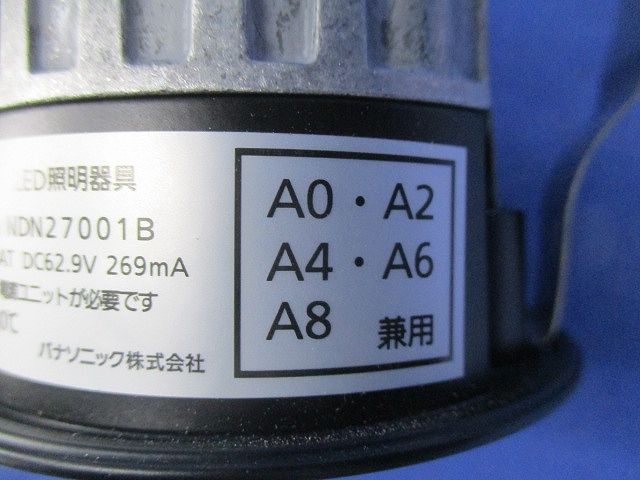 LED照明器具
NDN27001B
AT DC62.9V 269mA
電源ユニットが必要です
0℃
パナソニック株式会社
A0・A2
A4・A6
A8 兼用